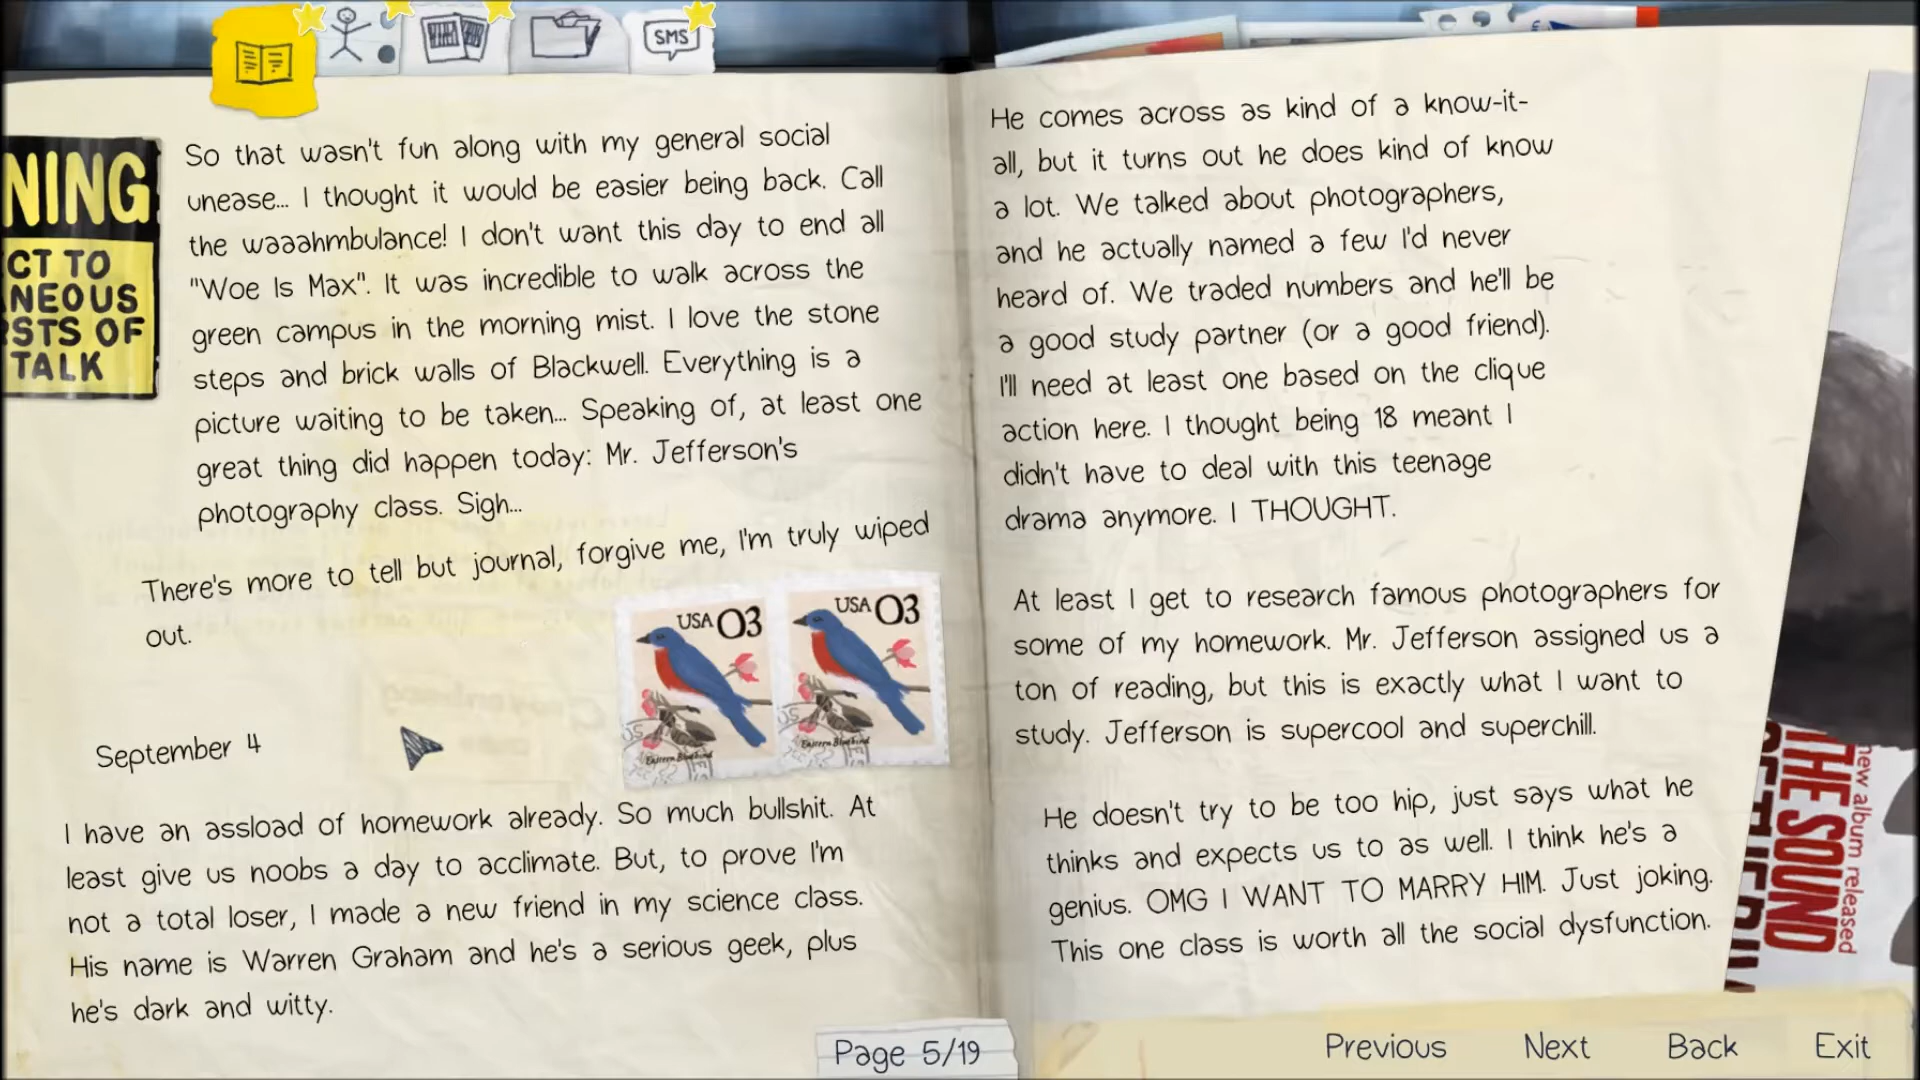 SMS
NING
CT TO
NEOUS
STS OF
TALK
So that wasn't fun along with my general social
unease... I thought it would be easier being back. Call
the waaahmbulance! I don't want this day to end all
"Woe Is Max". It was incredible to walk across the
green campus in the morning mist. I love the stone
steps and brick walls of Blackwell. Everything is a
picture waiting to be taken... Speaking of, at least one
great thing did happen today: Mr. Jefferson's
photography class. Sigh...
There's more to tell but journal, forgive me, I'm truly wiped
out.
USA 03
Eastern Bluebird
USA 03
Eastern Bluebird
September 4
I have an assload of homework already. So much bullshit. At
least give us noobs a day to acclimate. But, to prove I'm
not a total loser, I made a new friend in my science class.
His name is Warren Graham and he's a serious geek, plus
he's dark and witty.
He comes across as kind of a know-it-
all, but it turns out he does kind of know
a lot. We talked about photographers,
and he actually named a few I'd never
heard of. We traded numbers and he'll be
a good study partner (or a good friend).
I'll need at least one based on the clique
action here. I thought being 18 meant I
didn't have to deal with this teenage
drama anymore. I THOUGHT.
At least I get to research famous photographers for
some of my homework. Mr. Jefferson assigned us a
ton of reading, but this is exactly what I want to
study. Jefferson is supercool and superchill.
He doesn't try to be too hip, just says what he
thinks and expects us to as well. I think he's a
genius. OMG I WANT TO MARRY HIM. Just joking.
This one class is worth all the social dysfunction.
new album released
THE SOUND
Page 5/19
Previous
Next
Back
Exit